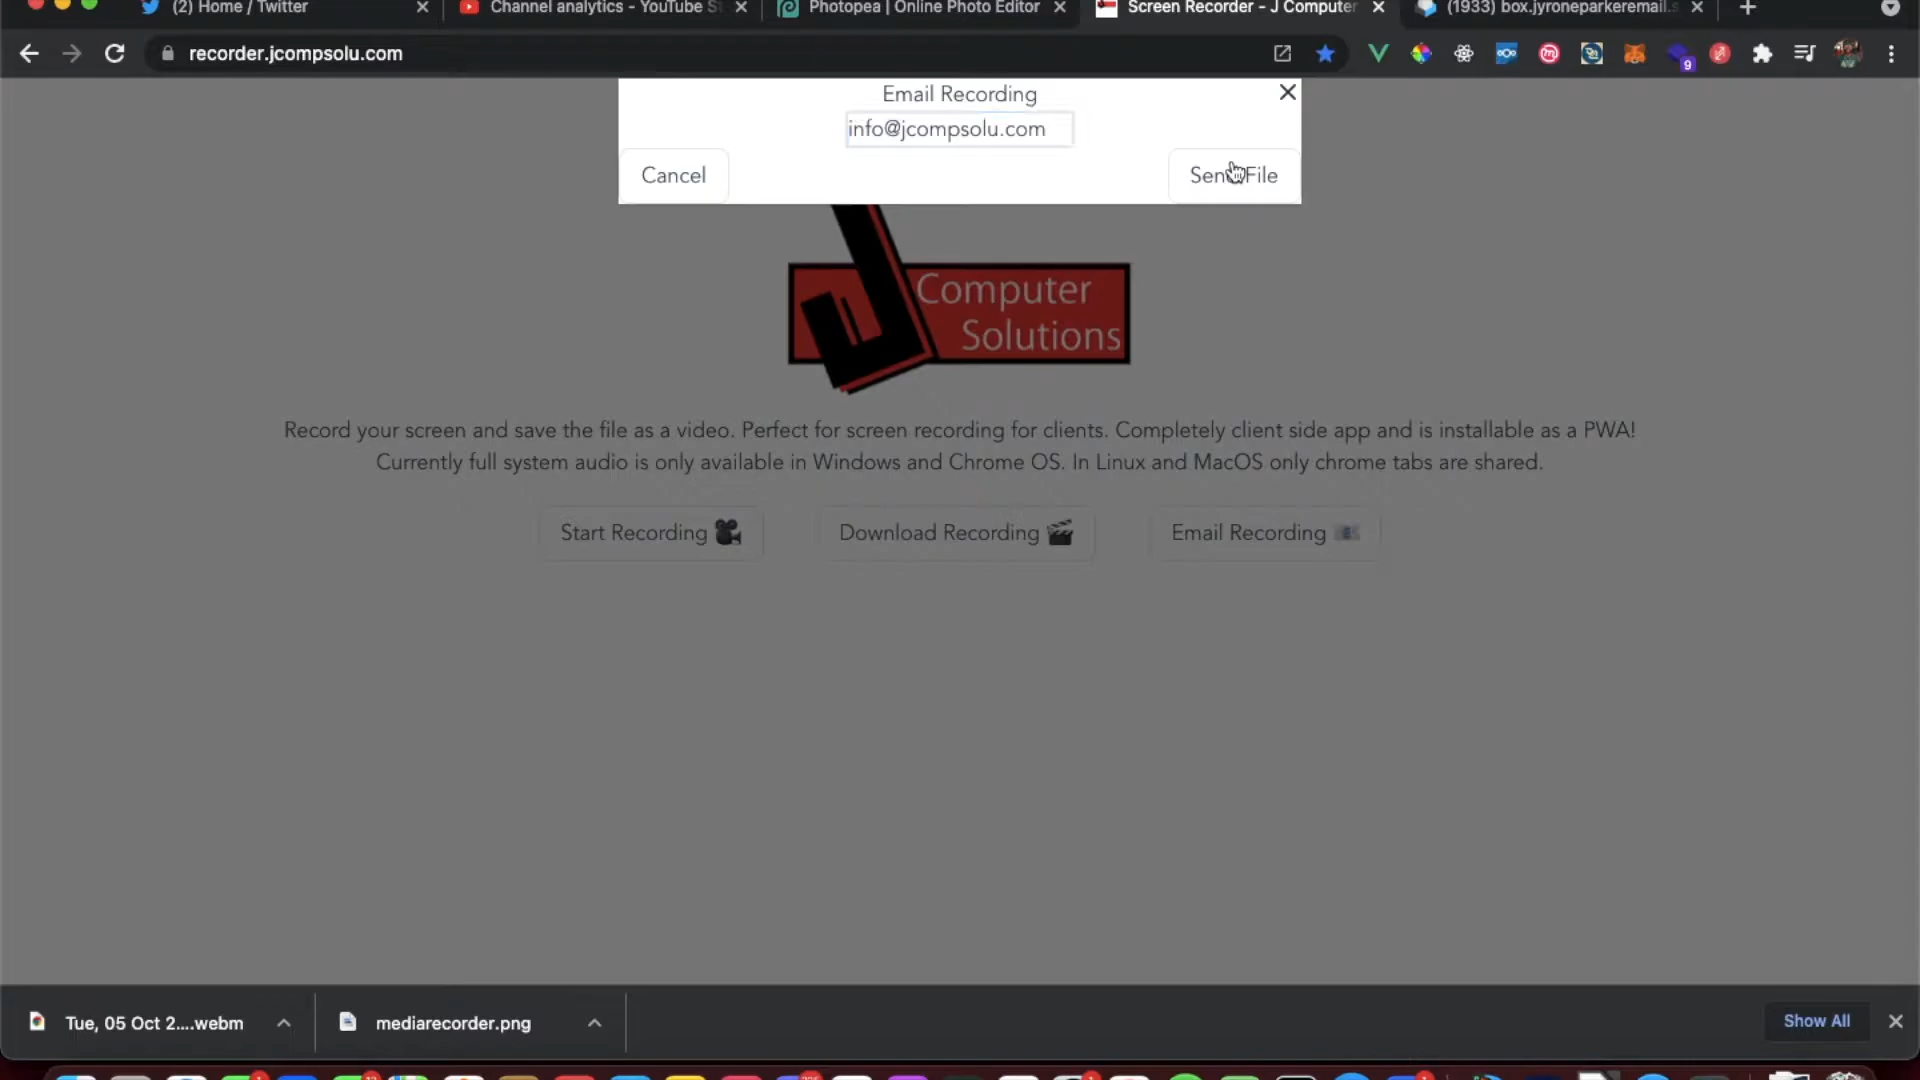 (2) Home / Twitter
Channel analytics - YouTube St
Photopea | Online Photo Editor
Screen Recorder - J Computer
(1933) box.jyroneparkeremail.s
recorder.jcompsolu.com
9
Email Recording
info@jcompsolu.com
Cancel
Send File
Computer
Solutions
Record your screen and save the file as a video. Perfect for screen recording for clients. Completely client side app and is installable as a PWA!
Currently full system audio is only available in Windows and Chrome OS. In Linux and MacOS only chrome tabs are shared.
Start Recording
Download Recording
Email Recording
Tue, 05 Oct 2....webm
mediarecorder.png
Show All